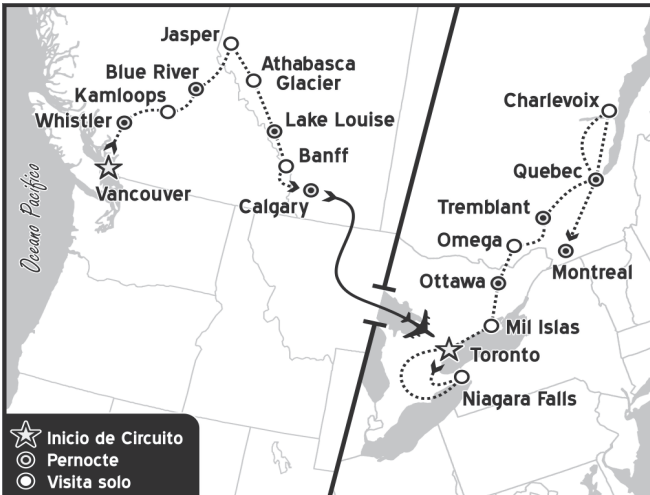 Jasper
Athabasca
Glacier
Blue River
Kamloops
Whistler
Lake Louise
Banff
Vancouver
Calgary
Oceano Pacifico
Charlevoix
Quebec
Tremblant
Omega
Montreal
Ottawa
Mil Islas
Toronto
Niagara Falls
Inicio de Circuito
Pernocte
Visita solo